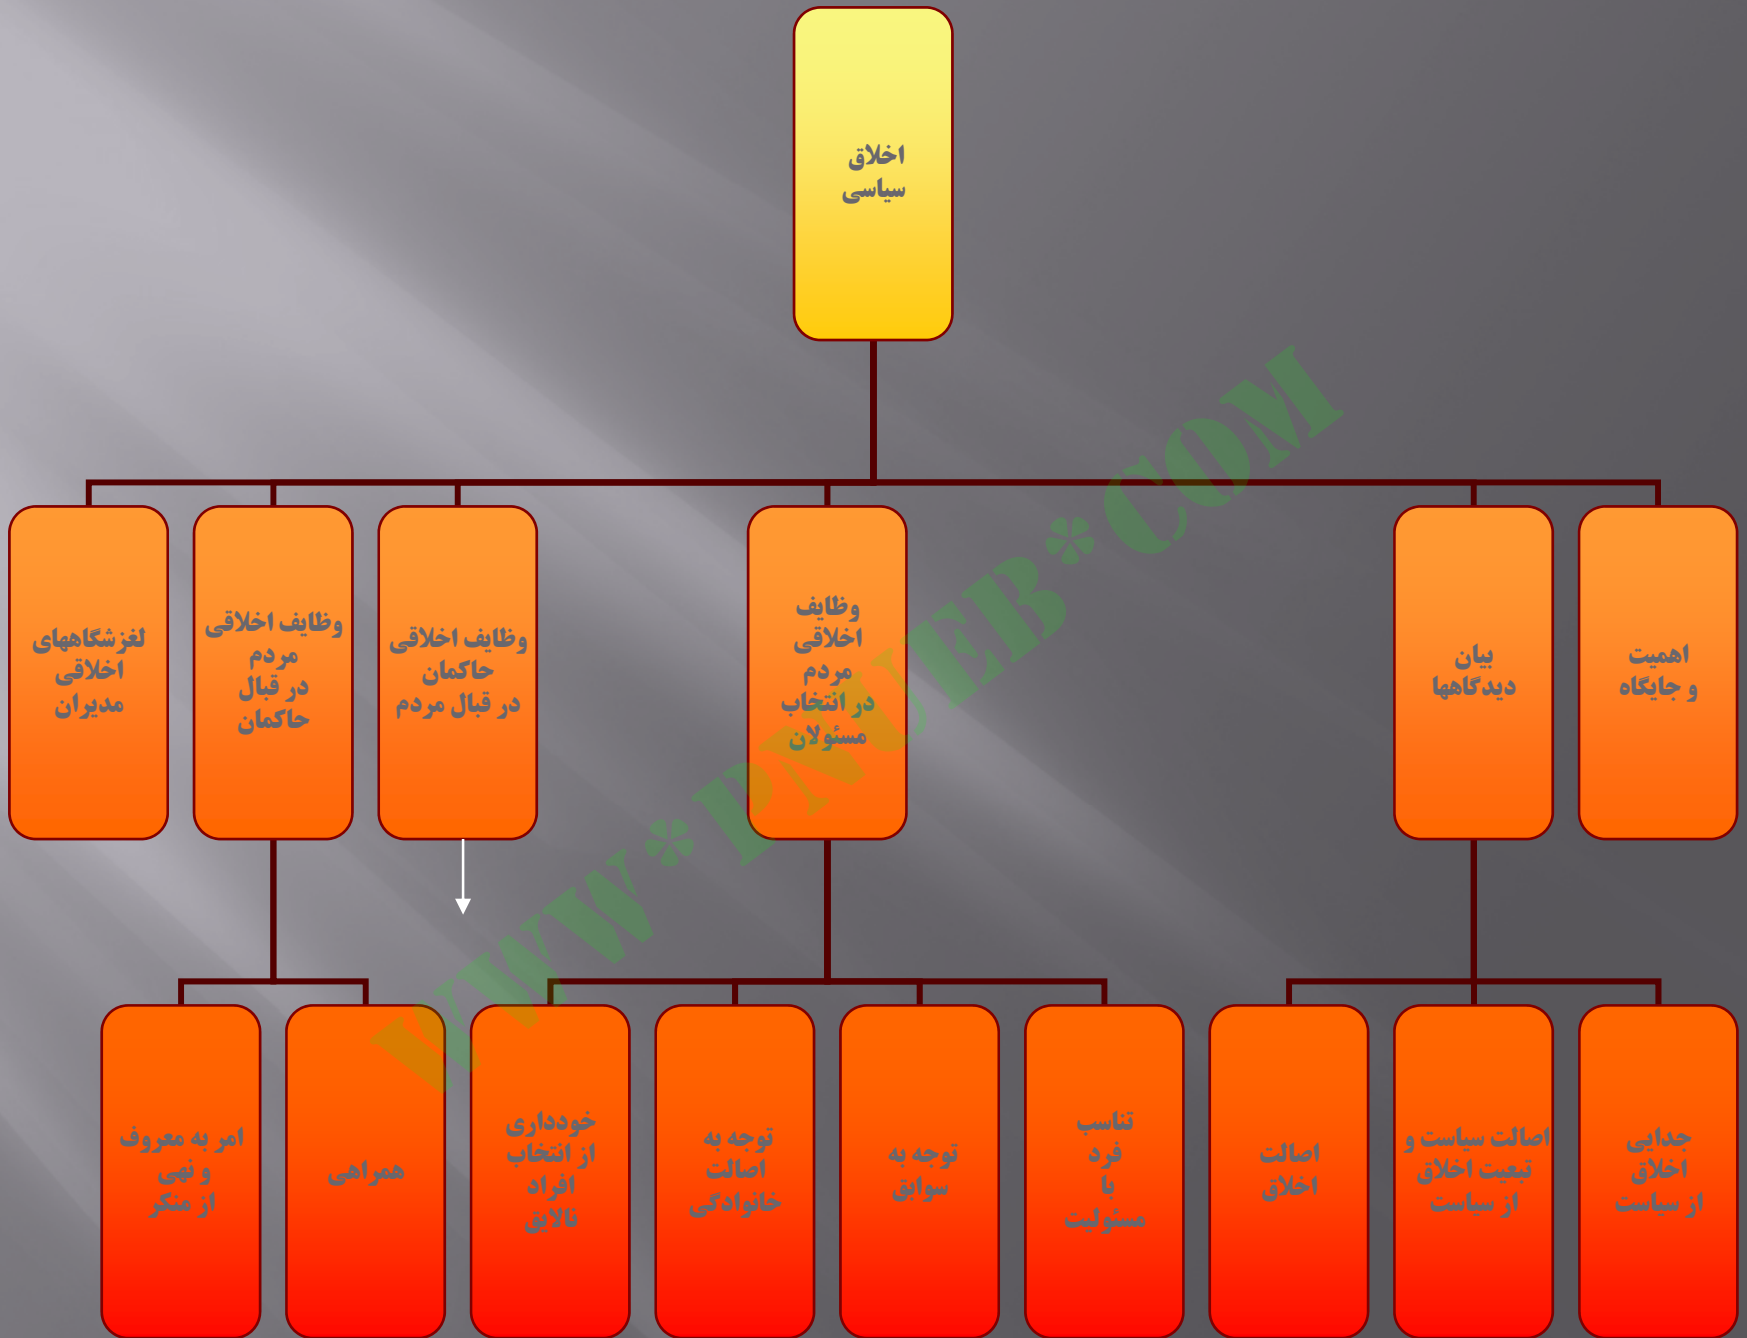 اخلاق
سیاسی
اهمیت
و جایگاه
بیان
دیدگاهها
وظایف
اخلاقی
مردم
در انتخاب
مسئولان
وظایف اخلاقی
حاکمان
در قبال مردم
وظایف اخلاقی
مردم
در قبال
حاکمان
لغزشگاههای
اخلاقی
مدیران
جدایی
اخلاق
از سیاست
اصالت سیاست و
تبعیت اخلاق
از سیاست
اصالت
اخلاق
تناسب
فرد
با
مسئولیت
توجه به
سوابق
توجه به
اصالت
خانوادگی
خودداری
از انتخاب
افراد
نالایق
همراهی
امر به معروف
و نهی
از منکر
WWW*PNUEB*COM